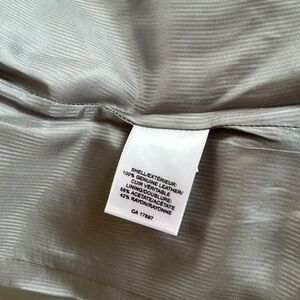 SHELL/EXTÉRIEUR:
100% GENUINE LEATHER/
CUIR VÉRITABLE
LINING/DOUBLURE:
58% ACETATE/ACÉTATE
42% RAYON/RAYONNE
CA 17897